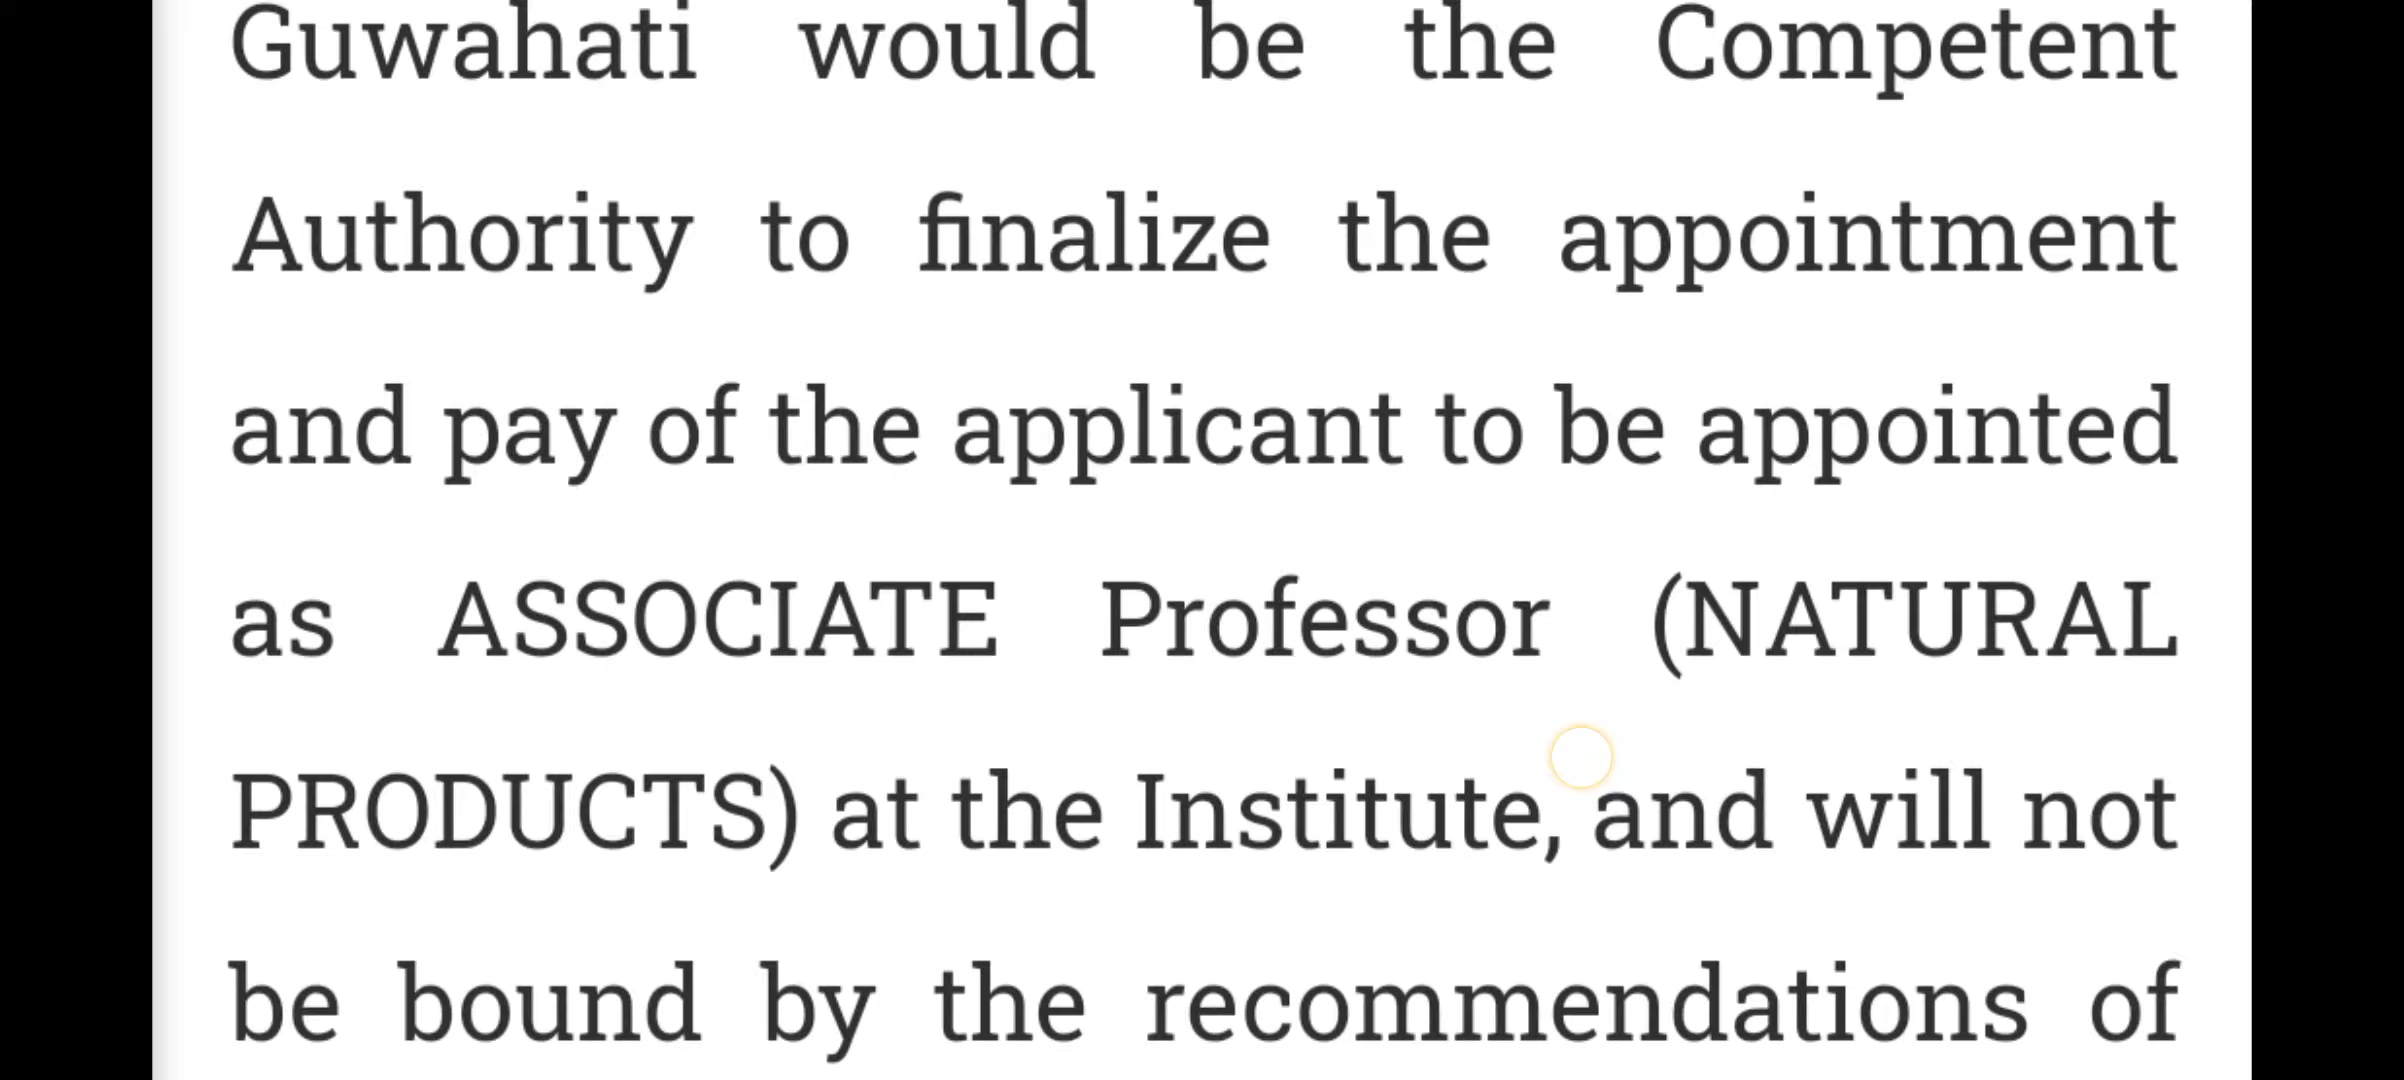 Guwahati would be the Competent
Authority to finalize the appointment
and pay of the applicant to be appointed
as ASSOCIATE Professor (NATURAL
PRODUCTS) at the Institute, and will not
be bound by the recommendations of